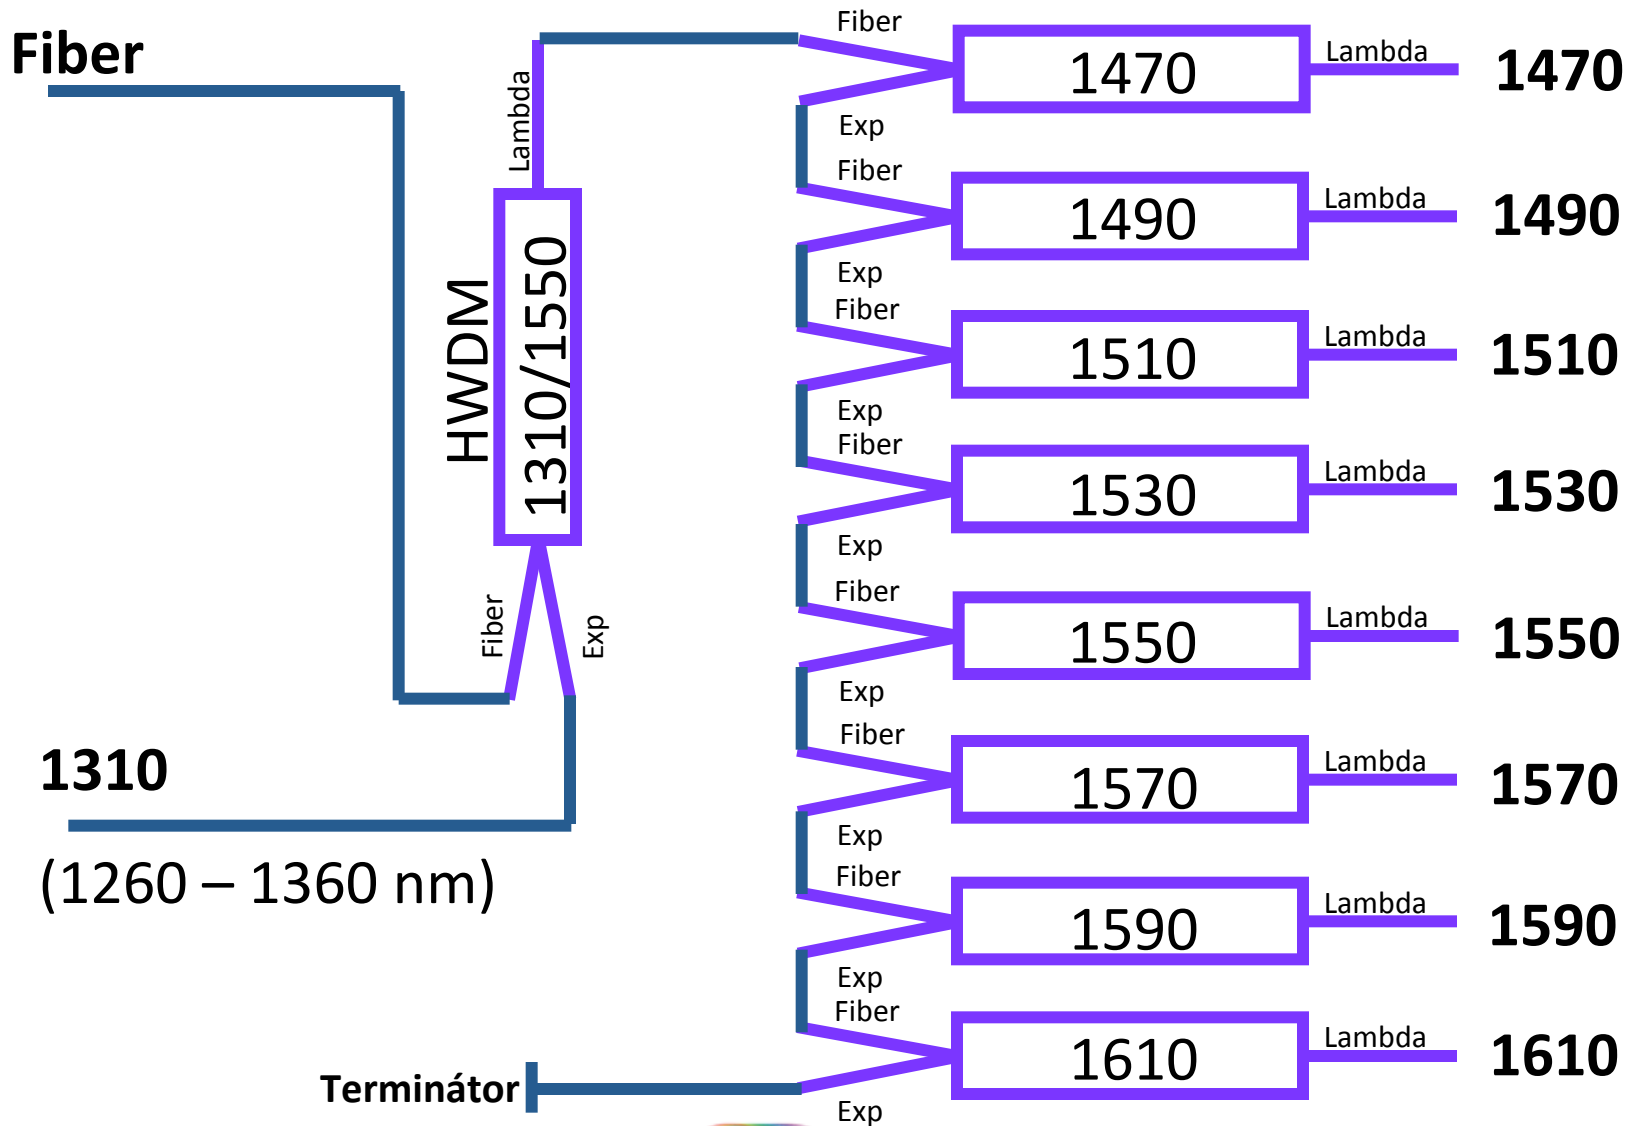 Fiber
Fiber
1470
Lambda
1470
Lambda
Exp
Fiber
1490
Lambda
1490
HWDM
1310/1550
Exp
Fiber
1510
Lambda
1510
Exp
Fiber
1530
Lambda
1530
Exp
Fiber
1550
Lambda
1550
Fiber
Exp
Exp
Fiber
1570
Lambda
1570
1310
(1260 – 1360 nm)
Exp
Fiber
1590
Lambda
1590
Exp
Fiber
1610
Lambda
1610
Terminátor
Exp